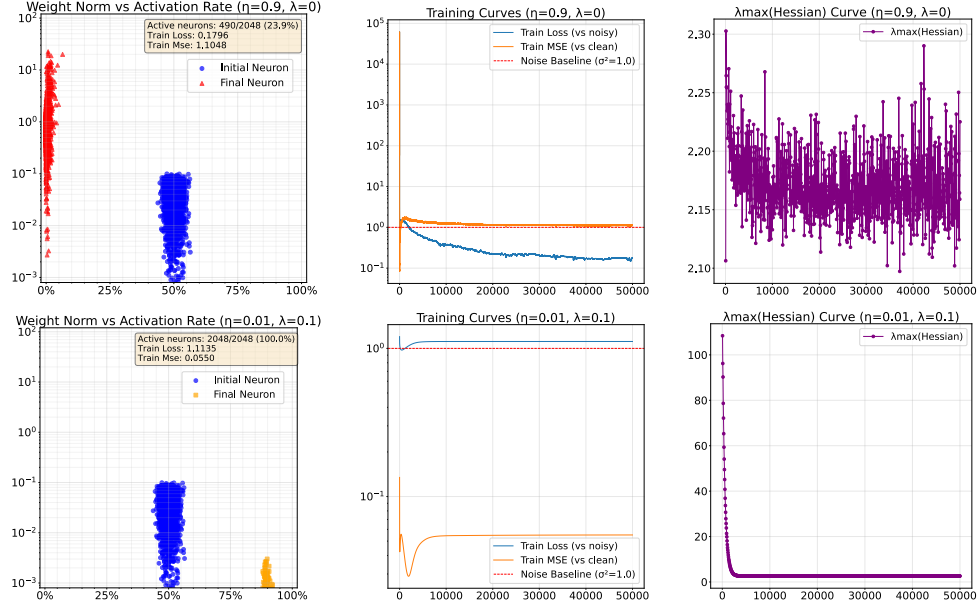 Weight Norm vs Activation Rate (η=0.9, λ=0)
Active neurons: 490/2048 (23,9%)
Train Loss: 0,1796
Train Mse: 1,1048
Initial Neuron
Final Neuron
10²
10¹
10⁰
10⁻¹
10⁻²
10⁻³
0% 25% 50% 75% 100%
Training Curves (η=0.9, λ=0)
Train Loss (vs noisy)
Train MSE (vs clean)
Noise Baseline (σ²=1,0)
10⁵
10⁴
10³
10²
10¹
10⁰
10⁻¹
0 10000 20000 30000 40000 50000
λmax(Hessian) Curve (η=0.9, λ=0)
λmax(Hessian)
2,30
2,25
2,20
2,15
2,10
0 10000 20000 30000 40000 50000
Weight Norm vs Activation Rate (η=0.01, λ=0.1)
Active neurons: 2048/2048 (100.0%)
Train Loss: 1,1135
Train Mse: 0,0550
Initial Neuron
Final Neuron
10²
10¹
10⁰
10⁻¹
10⁻²
10⁻³
0% 25% 50% 75% 100%
Training Curves (η=0.01, λ=0.1)
10⁰
10⁻¹
Train Loss (vs noisy)
Train MSE (vs clean)
Noise Baseline (σ²=1.0)
0 10000 20000 30000 40000 50000
λmax(Hessian) Curve (η=0.01, λ=0.1)
λmax(Hessian)
100
80
60
40
20
0
0 10000 20000 30000 40000 50000